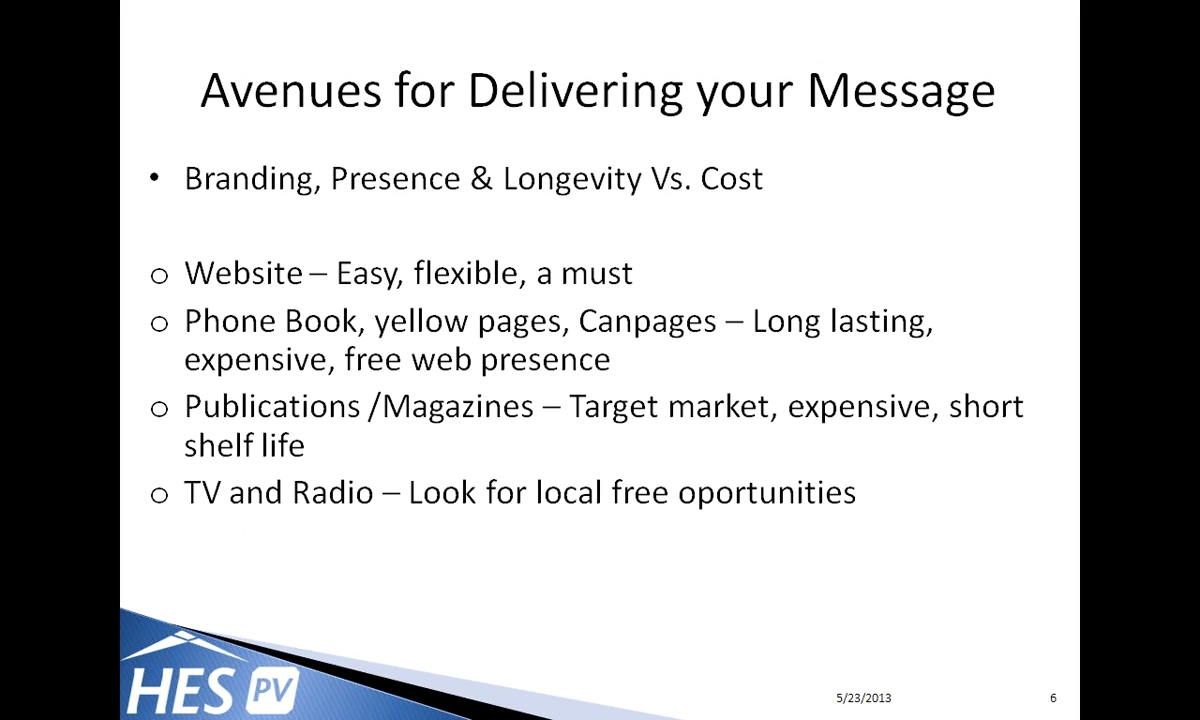 Avenues for Delivering your Message
• Branding, Presence & Longevity Vs. Cost
o Website – Easy, flexible, a must
o Phone Book, yellow pages, Canpages – Long lasting,
expensive, free web presence
o Publications /Magazines – Target market, expensive, short
shelf life
o TV and Radio – Look for local free oportunities
HES PV
5/23/2013 6